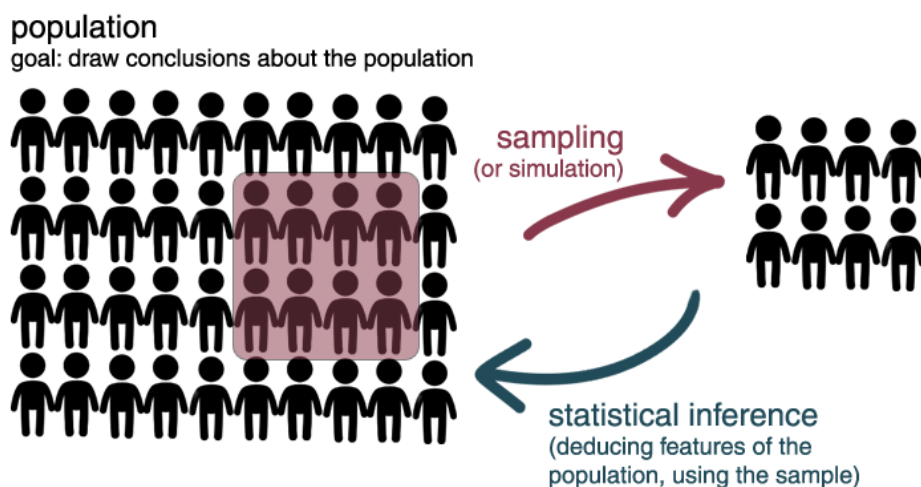 population
goal: draw conclusions about the population
sampling
(or simulation)
statistical inference
(deducing features of the
population, using the sample)